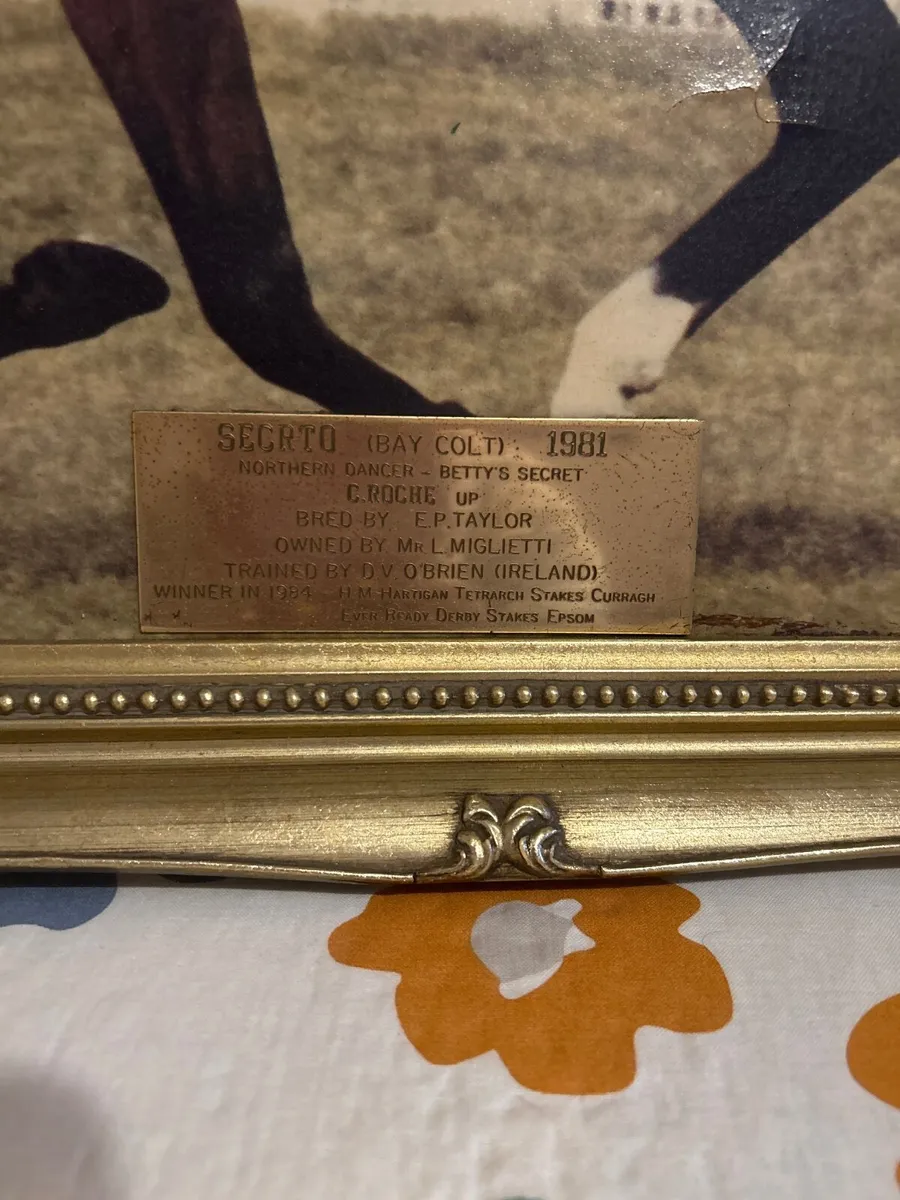 SECRTO (BAY COLT). 1981
NORTHERN DANCER - BETTY'S SECRET
C.ROCHE UP
BRED BY E.P.TAYLOR
OWNED BY MR L.MIGLIETTI
TRAINED BY D.V. O'BRIEN (IRELAND)
WINNER IN 1984 H.M.HARTIGAN TETRARCH STAKES CURRAGH
EVER READY DERBY STAKES EPSOM